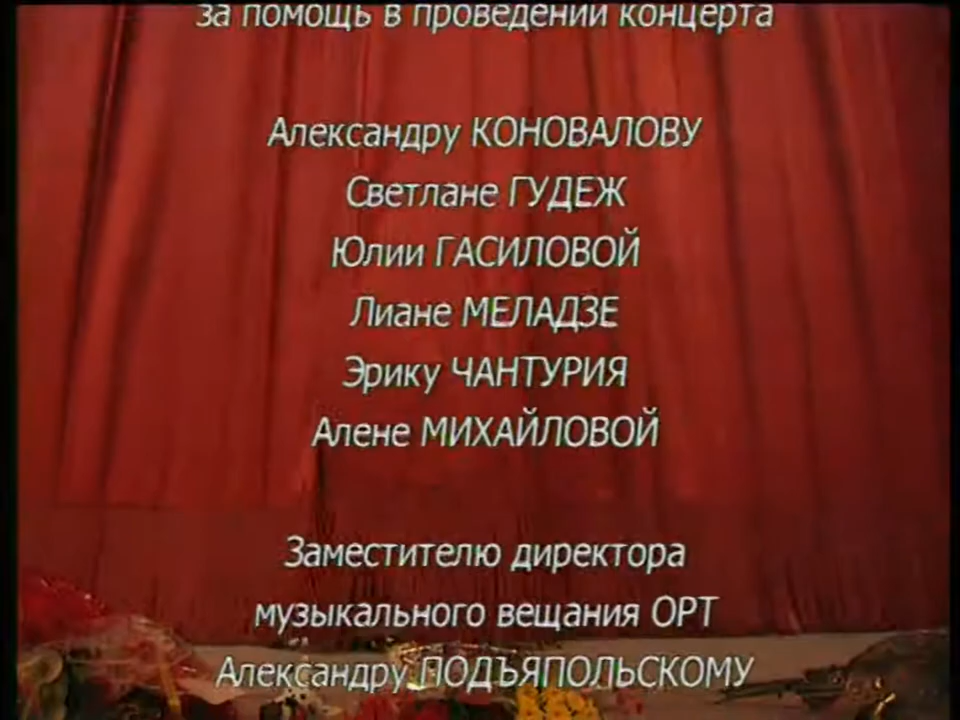 за помощь в проведении концерта
Александру КОНОВАЛОВУ
Светлане ГУДЕЖ
Юлии ГАСИЛОВОЙ
Лиане МЕЛАДЗЕ
Эрику ЧАНТУРИЯ
Алене МИХАЙЛОВОЙ
Заместителю директора
музыкального вещания ОРТ
Александру ПОДЪЯПОЛЬСКОМУ